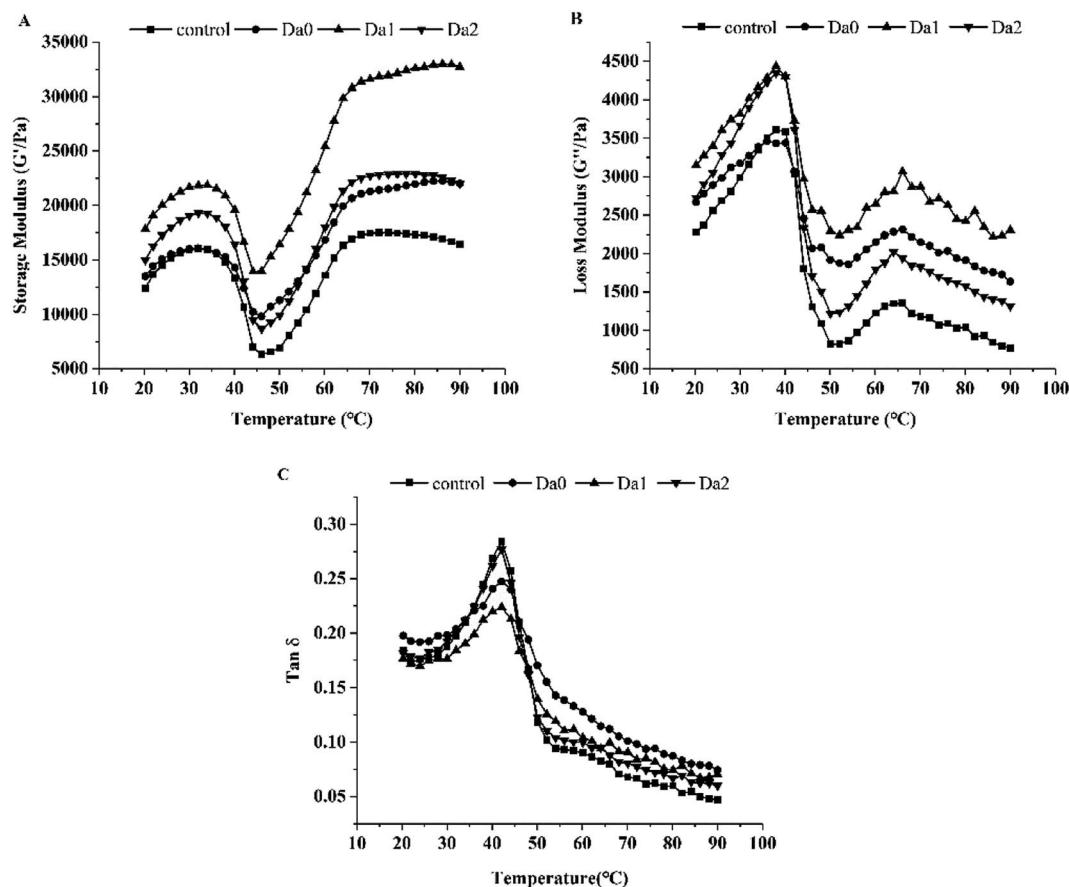 A
control Da0 Da1 Da2
35000
30000
25000
20000
15000
10000
5000
Storage Modulus (G'/Pa)
10 20 30 40 50 60 70 80 90 100
Temperature (°C)
B
control Da0 Da1 Da2
4500
4000
3500
3000
2500
2000
1500
1000
500
Loss Modulus (G''/Pa)
10 20 30 40 50 60 70 80 90 100
Temperature (°C)
C
control Da0 Da1 Da2
0.30
0.25
0.20
0.15
0.10
0.05
Tan δ
10 20 30 40 50 60 70 80 90 100
Temperature(°C)